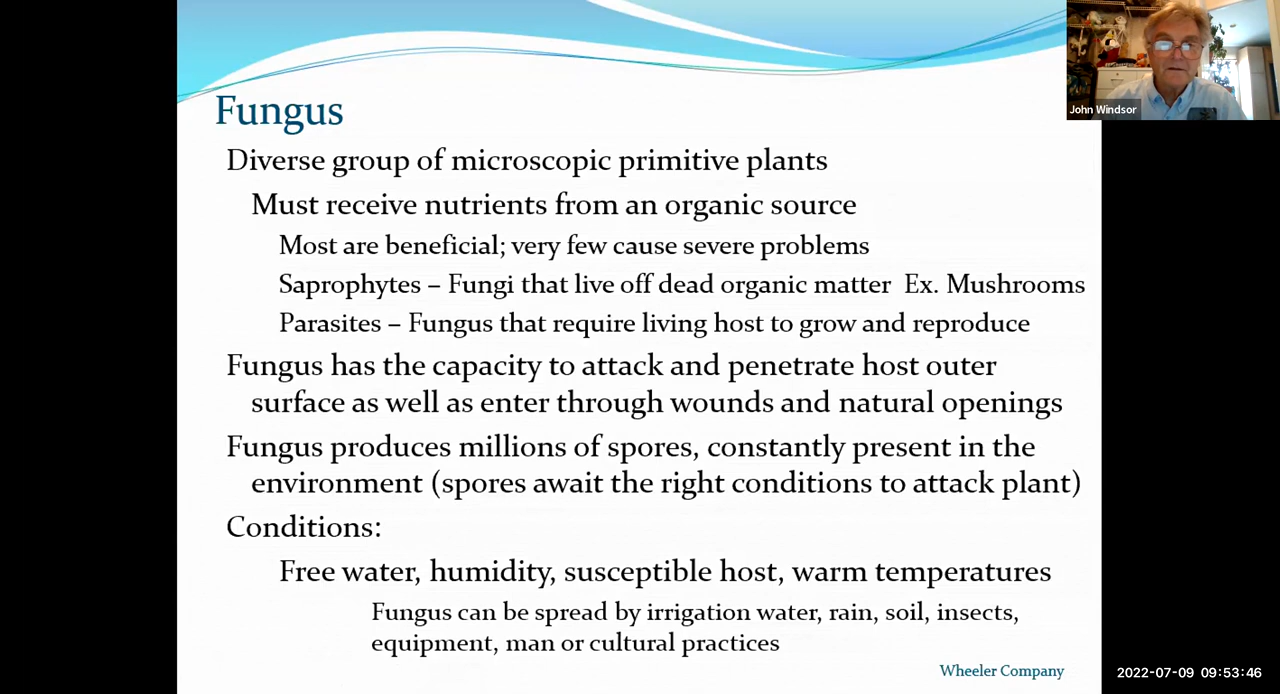 John Windsor
Fungus
Diverse group of microscopic primitive plants
Must receive nutrients from an organic source
Most are beneficial; very few cause severe problems
Saprophytes – Fungi that live off dead organic matter  Ex. Mushrooms
Parasites – Fungus that require living host to grow and reproduce
Fungus has the capacity to attack and penetrate host outer
surface as well as enter through wounds and natural openings
Fungus produces millions of spores, constantly present in the
environment (spores await the right conditions to attack plant)
Conditions:
Free water, humidity, susceptible host, warm temperatures
Fungus can be spread by irrigation water, rain, soil, insects,
equipment, man or cultural practices
Wheeler Company
2022-07-09 09:53:46